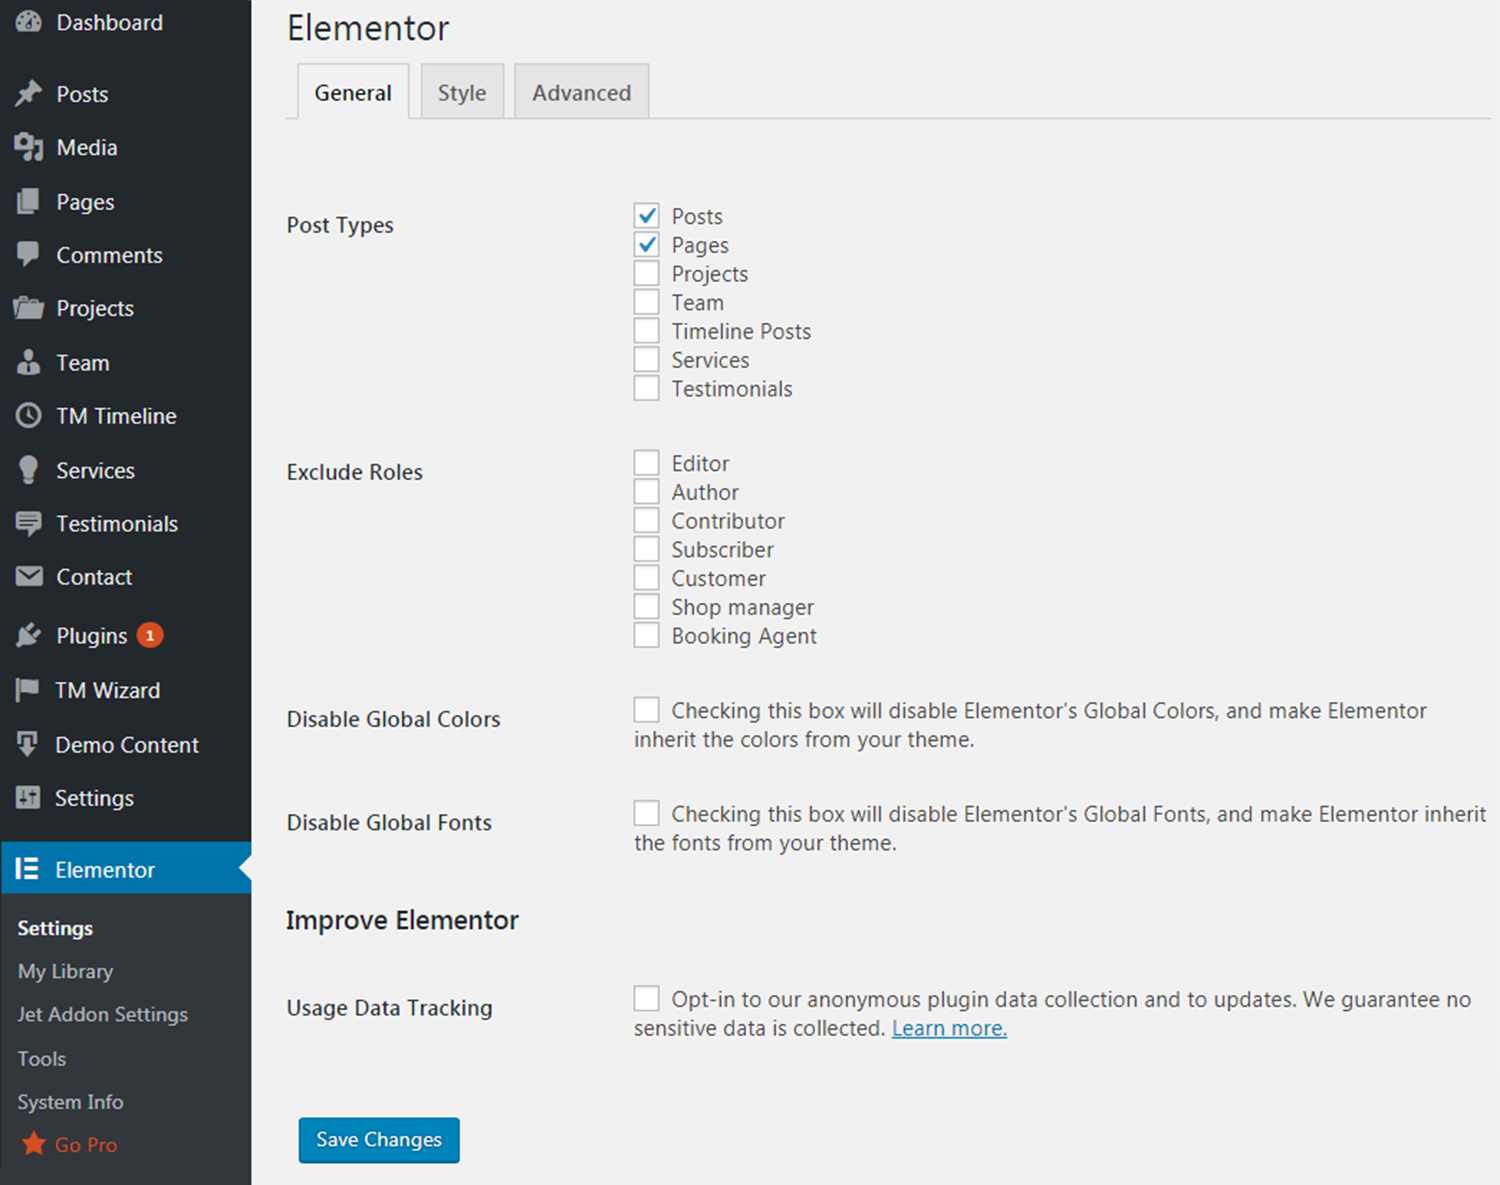 Dashboard
Posts
Media
Pages
Comments
Projects
Team
TM Timeline
Services
Testimonials
Contact
Plugins 1
TM Wizard
Demo Content
Settings
Elementor
Settings
My Library
Jet Addon Settings
Tools
System Info
Go Pro
Elementor
General Style Advanced
Post Types
Posts
Pages
Projects
Team
Timeline Posts
Services
Testimonials
Exclude Roles
Editor
Author
Contributor
Subscriber
Customer
Shop manager
Booking Agent
Disable Global Colors
Checking this box will disable Elementor's Global Colors, and make Elementor
inherit the colors from your theme.
Disable Global Fonts
Checking this box will disable Elementor's Global Fonts, and make Elementor inherit
the fonts from your theme.
Improve Elementor
Usage Data Tracking
Opt-in to our anonymous plugin data collection and to updates. We guarantee no
sensitive data is collected. Learn more.
Save Changes